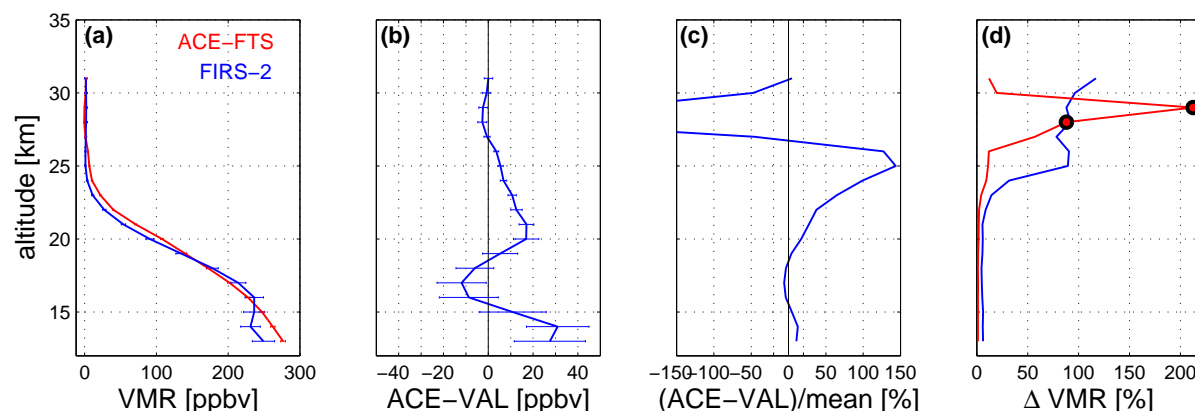 (a)
ACE−FTS
FIRS−2
(b)
(c)
(d)
35
30
25
20
15
altitude [km]
0 100 200 300
VMR [ppbv]
−40 −20 0 20 40
ACE−VAL [ppbv]
−150−100−50 0 50 100 150
(ACE−VAL)/mean [%]
0 50 100 150 200
Δ VMR [%]